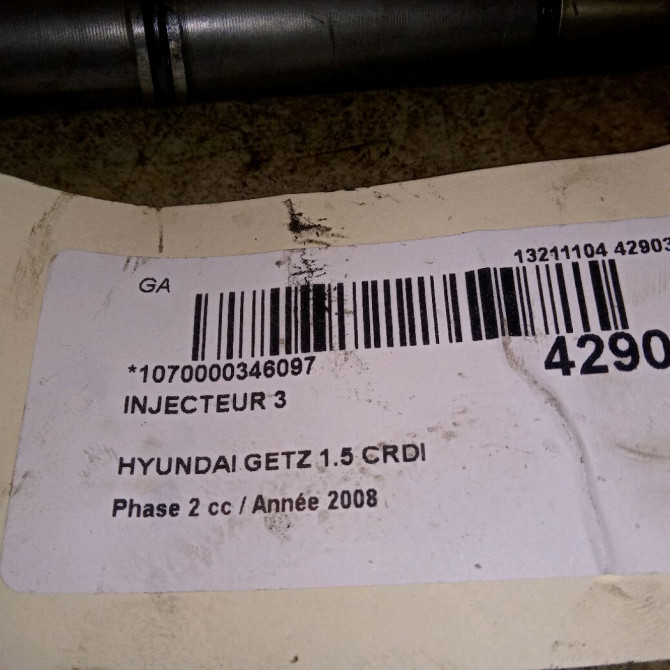 GA
13211104 42903
*1070000346097
4290
INJECTEUR 3
HYUNDAI GETZ 1.5 CRDI
Phase 2 cc / Année 2008